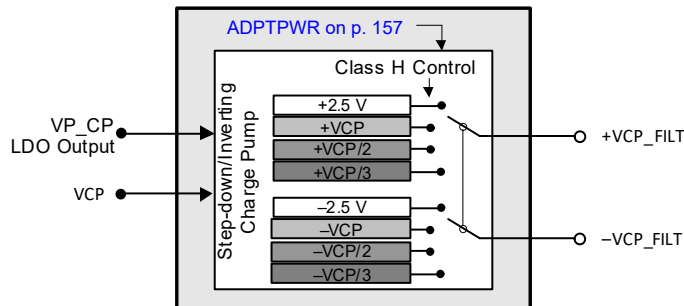 ADPTPWR on p. 157
Class H Control
Step-down/Inverting
Charge Pump
+2.5 V
+VCP
+VCP/2
+VCP/3
–2.5 V
–VCP
–VCP/2
–VCP/3
VP_CP
LDO Output
VCP
+VCP_FILT
–VCP_FILT